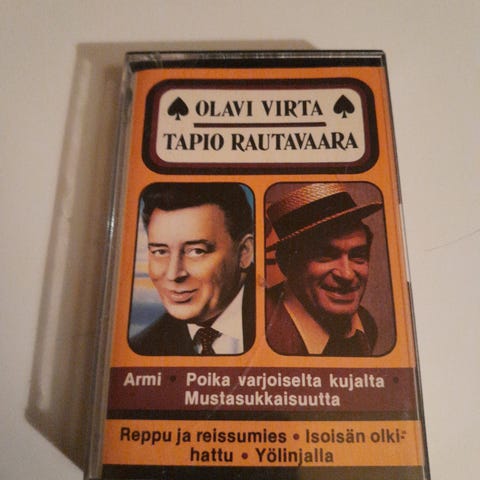 OLAVI VIRTA
TAPIO RAUTAVAARA
Armi • Poika varjoiselta kujalta •
Mustasukkaisuutta
Reppu ja reissumies • Isoisän olki-
hattu • Yölinjalla